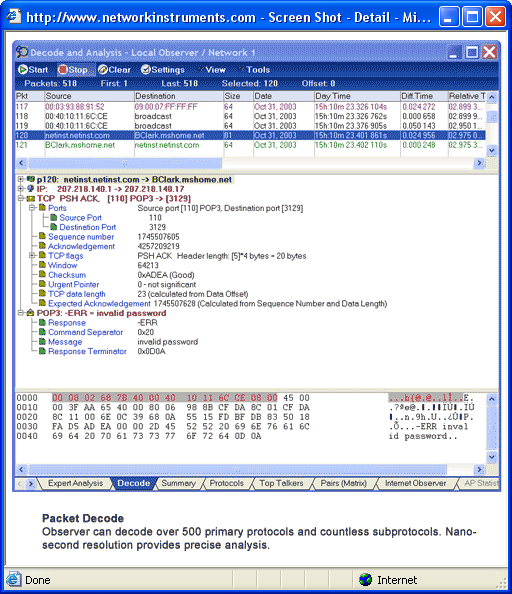 http://www.networkinstruments.com - Screen Shot - Detail - Mi...
Decode and Analysis - Local Observer / Network 1
Start Stop Clear Settings View Tools
Packets: 518 First: 1 Last: 518 Selected: 120 Offset: 0
Pkt Source Destination Size Date Day Time Diff.Time Relative T
117 00:03:93:88:91:52 09:00:07:FF:FF:FF 64 Oct 31, 2003 15h:10m 23.326 104s 0.024 272 02.899 3
118 00:40:10:11:6C:CE broadcast 64 Oct 31, 2003 15h:10m 23.326 762s 0.000 658 02.899 9
119 00:40:10:11:6C:CE broadcast 64 Oct 31, 2003 15h:10m 23.376 905s 0.050 143 02.950 1
120 netinst.netinst.com BClark.mshome.net 81 Oct 31, 2003 15h:10m 23.401 861s 0.024 956 02.975 0
121 BClark.mshome.net netinst.netinst.com 64 Oct 31, 2003 15h:10m 23.402 110s 0.000 248 02.975 3
p120: netinst.netinst.com -> BClark.mshome.net
IP: 207.218.140.1 -> 207.218.140.17
TCP PSH ACK, [110] POP3 -> [3129]
Ports Source port [110] POP3, Destination port [3129]
Source Port 110
Destination Port 3129
Sequence number 1745507605
Acknowledgement 4257209219
TCP flags PSH ACK Header length: [5]*4 bytes = 20 bytes
Window 64213
Checksum 0xADEA (Good)
Urgent Pointer 0 - not significant
TCP data length 23 (calculated from Data Offset)
Expected Acknowledgement 1745507628 (Calculated from Sequence Number and Data Length)
POP3: -ERR = invalid password
Response -ERR
Command Separator 0x20
Message invalid password
Response Terminator 0x0D0A
0000 00 08 02 68 7B 40 00 40 10 11 6C CE 08 00 45 00
0010 00 3F AA 65 40 00 80 06 98 8B CF DA 8C 01 CF DA
0020 8C 11 00 6E 0C 39 68 0A 55 15 FD BF DB 83 50 18
0030 FA D5 AD EA 00 00 2D 45 52 52 20 69 6E 76 61 6C -ERR inval
0040 69 64 20 70 61 73 73 77 6F 72 64 0D 0A id password..
Expert Analysis Decode Summary Protocols Top Talkers Pairs (Matrix) Internet Observer AP Statist
Packet Decode
Observer can decode over 500 primary protocols and countless subprotocols. Nano-
second resolution provides precise analysis.
Done Internet